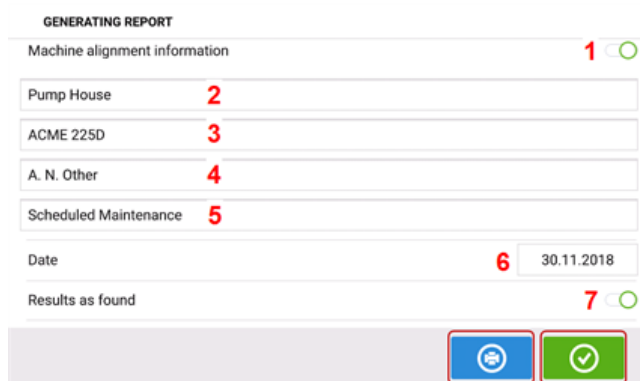 GENERATING REPORT
Machine alignment information 1
Pump House 2
ACME 225D 3
A. N. Other 4
Scheduled Maintenance 5
Date 6 30.11.2018
Results as found 7